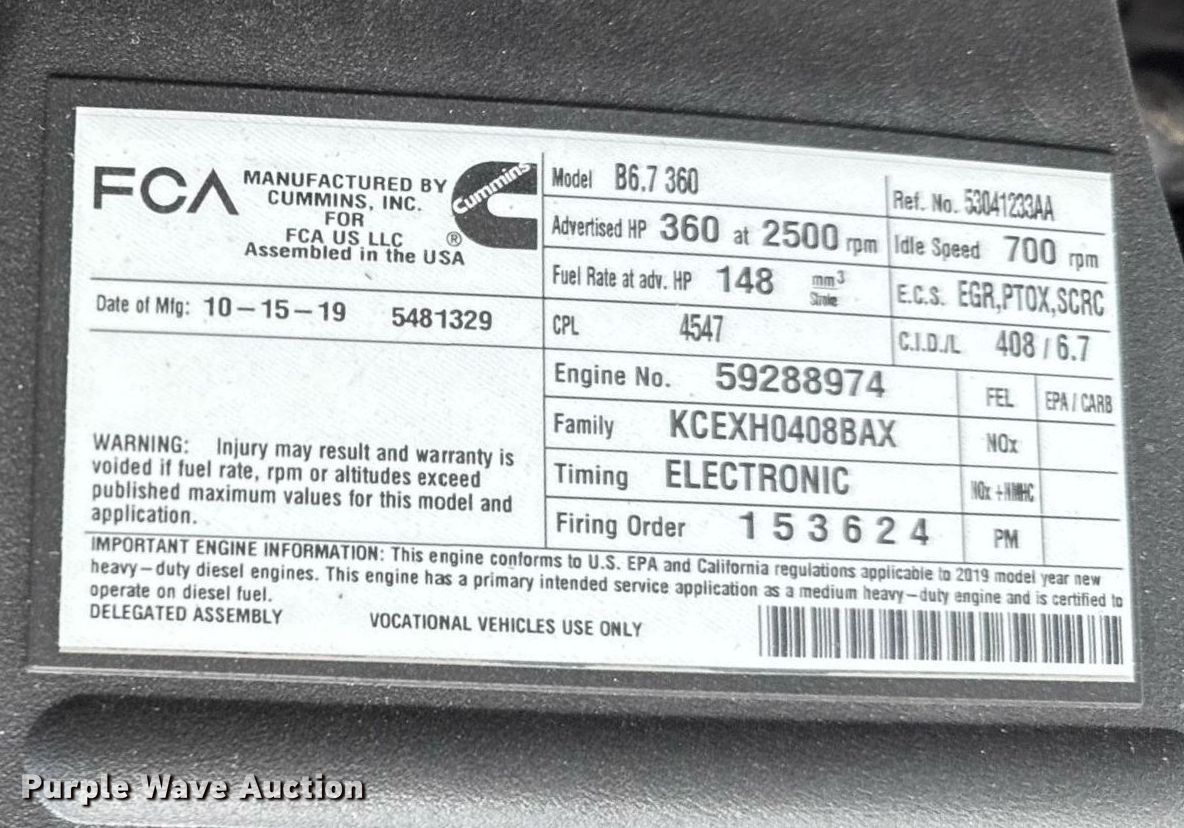 FCA
MANUFACTURED BY
CUMMINS, INC.
FOR
FCA US LLC
Assembled in the USA
Cummins
®
Date of Mfg: 10-15-19 5481329
WARNING: Injury may result and warranty is
voided if fuel rate, rpm or altitudes exceed
published maximum values for this model and
application.
Model B6.7 360
Ref. No. 53041233AA
Advertised HP 360 at 2500 rpm
Idle Speed 700 rpm
Fuel Rate at adv. HP 148 mm³
Stroke
E.C.S. EGR,PTOX,SCRC
CPL 4547
C.I.D./L 408 / 6.7
Engine No. 59288974
FEL EPA / CARB
Family KCEXH0408BAX
NOx
Timing ELECTRONIC
NOx +NMHC
Firing Order 1 5 3 6 2 4
PM
IMPORTANT ENGINE INFORMATION: This engine conforms to U.S. EPA and California regulations applicable to 2019 model year new
heavy-duty diesel engines. This engine has a primary intended service application as a medium heavy-duty engine and is certified to
operate on diesel fuel.
DELEGATED ASSEMBLY VOCATIONAL VEHICLES USE ONLY
Purple Wave Auction